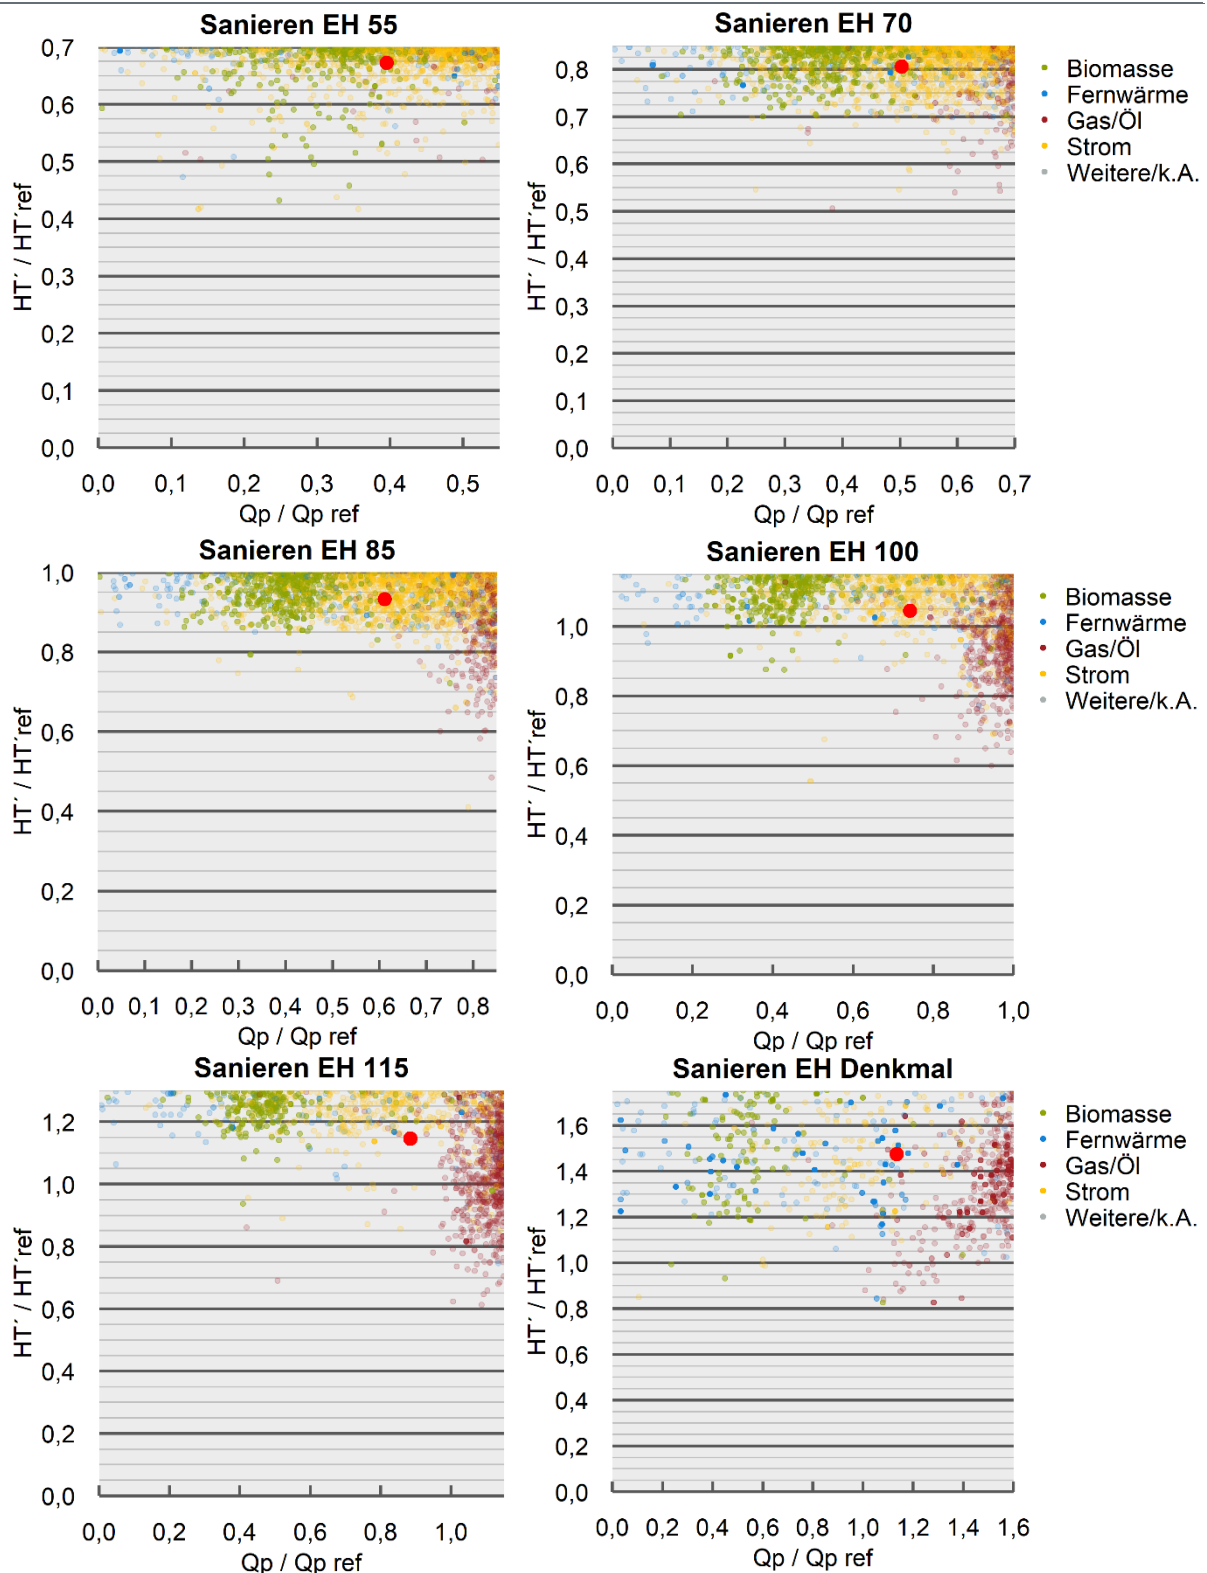 Sanieren EH 55
0,7
0,6
0,5
0,4
0,3
0,2
0,1
0,0
HT´ / HT´ref
0,0 0,1 0,2 0,3 0,4 0,5
Qp / Qp ref
Sanieren EH 70
0,8
0,7
0,6
0,5
0,4
0,3
0,2
0,1
0,0
HT´ / HT´ref
0,0 0,1 0,2 0,3 0,4 0,5 0,6 0,7
Qp / Qp ref
Biomasse
Fernwärme
Gas/Öl
Strom
Weitere/k.A.
Sanieren EH 85
1,0
0,8
0,6
0,4
0,2
0,0
HT´ / HT´ref
0,0 0,1 0,2 0,3 0,4 0,5 0,6 0,7 0,8
Qp / Qp ref
Sanieren EH 100
1,0
0,8
0,6
0,4
0,2
0,0
HT´ / HT´ref
0,0 0,2 0,4 0,6 0,8 1,0
Qp / Qp ref
Biomasse
Fernwärme
Gas/Öl
Strom
Weitere/k.A.
Sanieren EH 115
1,2
1,0
0,8
0,6
0,4
0,2
0,0
HT´ / HT´ref
0,0 0,2 0,4 0,6 0,8 1,0
Qp / Qp ref
Sanieren EH Denkmal
1,6
1,4
1,2
1,0
0,8
0,6
0,4
0,2
0,0
HT´ / HT´ref
0,0 0,2 0,4 0,6 0,8 1,0 1,2 1,4 1,6
Qp / Qp ref
Biomasse
Fernwärme
Gas/Öl
Strom
Weitere/k.A.